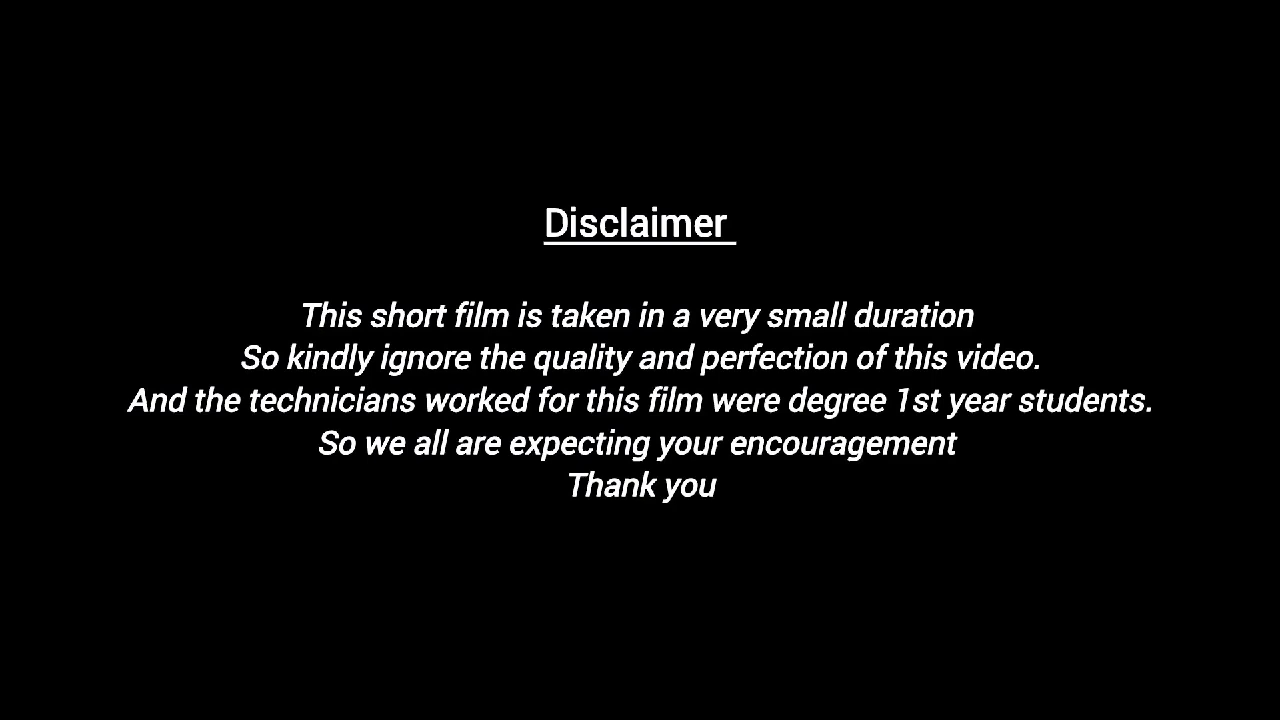 Disclaimer
This short film is taken in a very small duration
So kindly ignore the quality and perfection of this video.
And the technicians worked for this film were degree 1st year students.
So we all are expecting your encouragement
Thank you